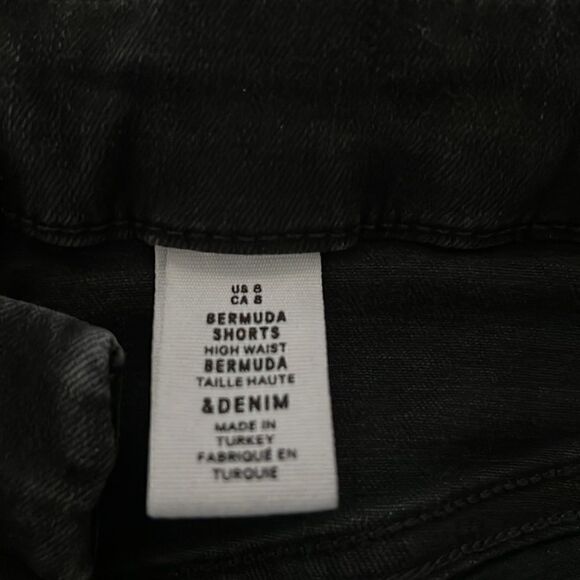 US 8
CA 8
BERMUDA
SHORTS
HIGH WAIST
BERMUDA
TAILLE HAUTE
&DENIM
MADE IN
TURKEY
FABRIQUÉ EN
TURQUIE